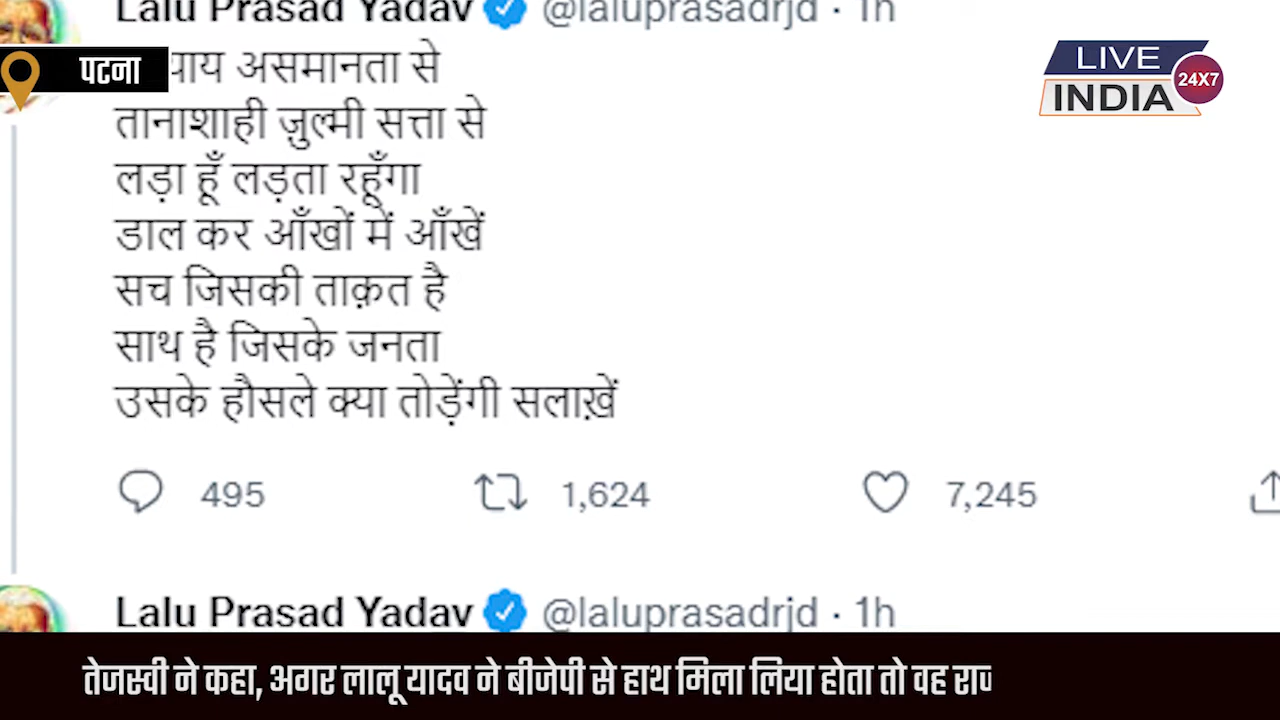 Lalu Prasad Yadav @laluprasadrjd · 1h
पटना
असमानता से
LIVE
INDIA
24X7
तानाशाही ज़ुल्मी सत्ता से
लड़ा हूँ लड़ता रहूँगा
डाल कर आँखों में आँखें
सच जिसकी ताक़त है
साथ है जिसके जनता
उसके हौसले क्या तोड़ेंगी सलाख़ें
495 1,624 7,245
Lalu Prasad Yadav @laluprasadrjd · 1h
तेजस्वी ने कहा, अगर लालू यादव ने बीजेपी से हाथ मिला लिया होता तो वह